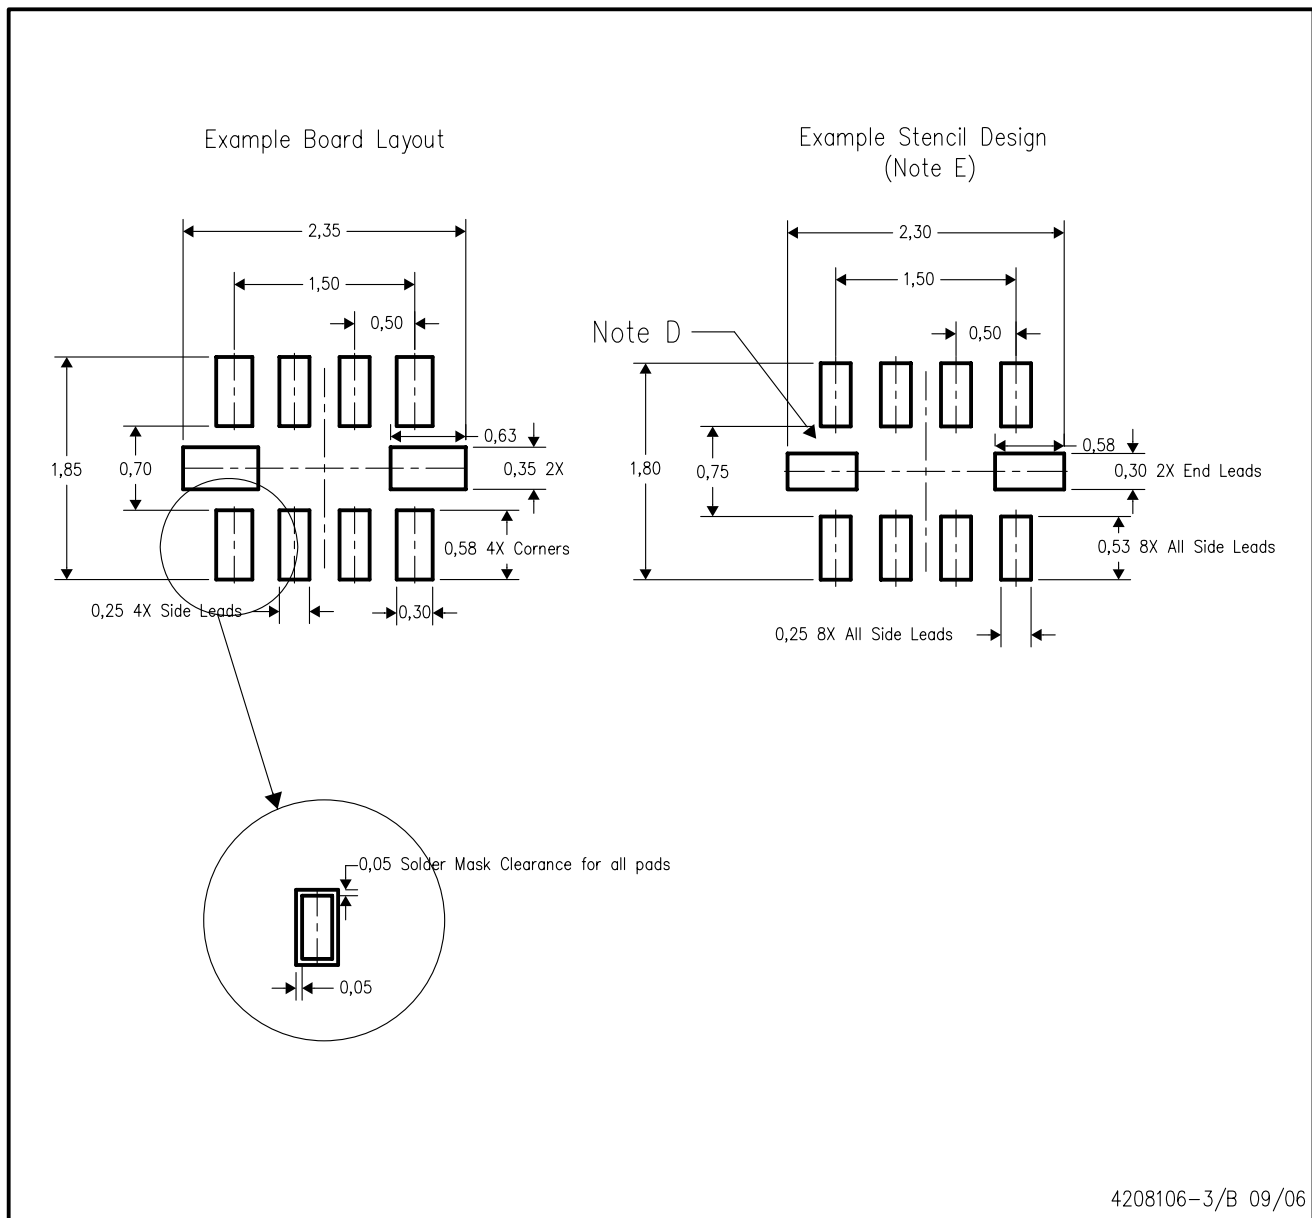 Example Board Layout
2,35
1,50
0,50
1,85
0,70
0,63
0,35 2X
0,58 4X Corners
0,25 4X Side Leads
0,30
0,05 Solder Mask Clearance for all pads
0,05
Example Stencil Design
(Note E)
2,30
1,50
0,50
Note D
1,80
0,75
0,58
0,30 2X End Leads
0,53 8X All Side Leads
0,25 8X All Side Leads
4208106-3/B 09/06